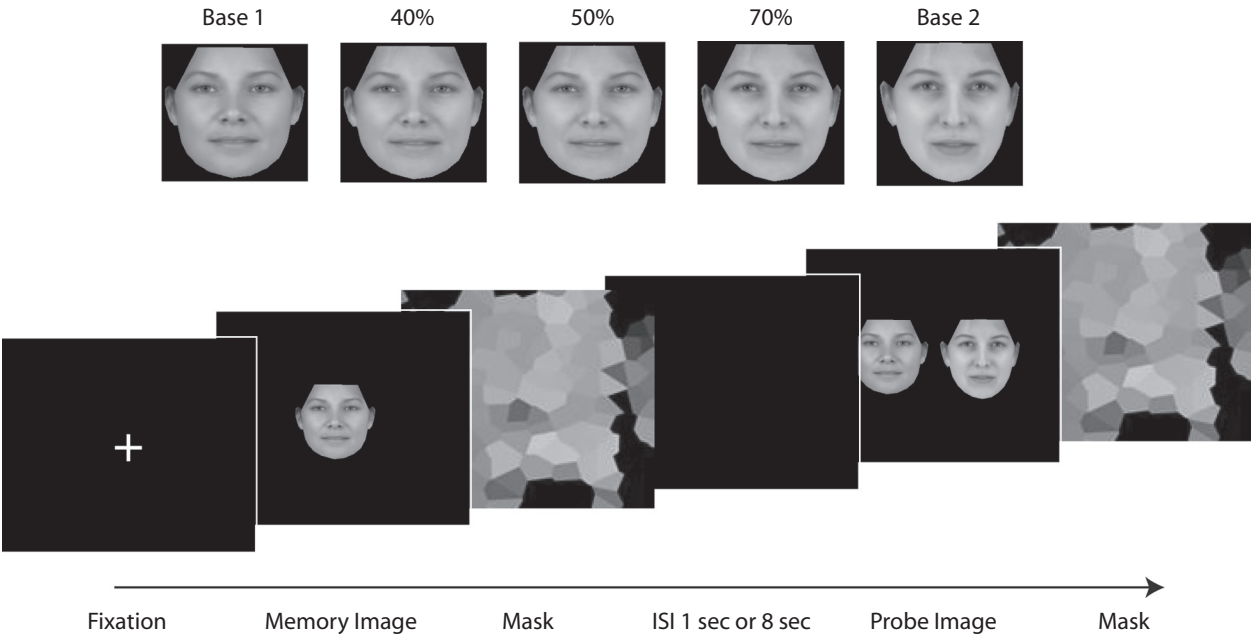 Base 1 40% 50% 70% Base 2
Fixation Memory Image Mask ISI 1 sec or 8 sec Probe Image Mask